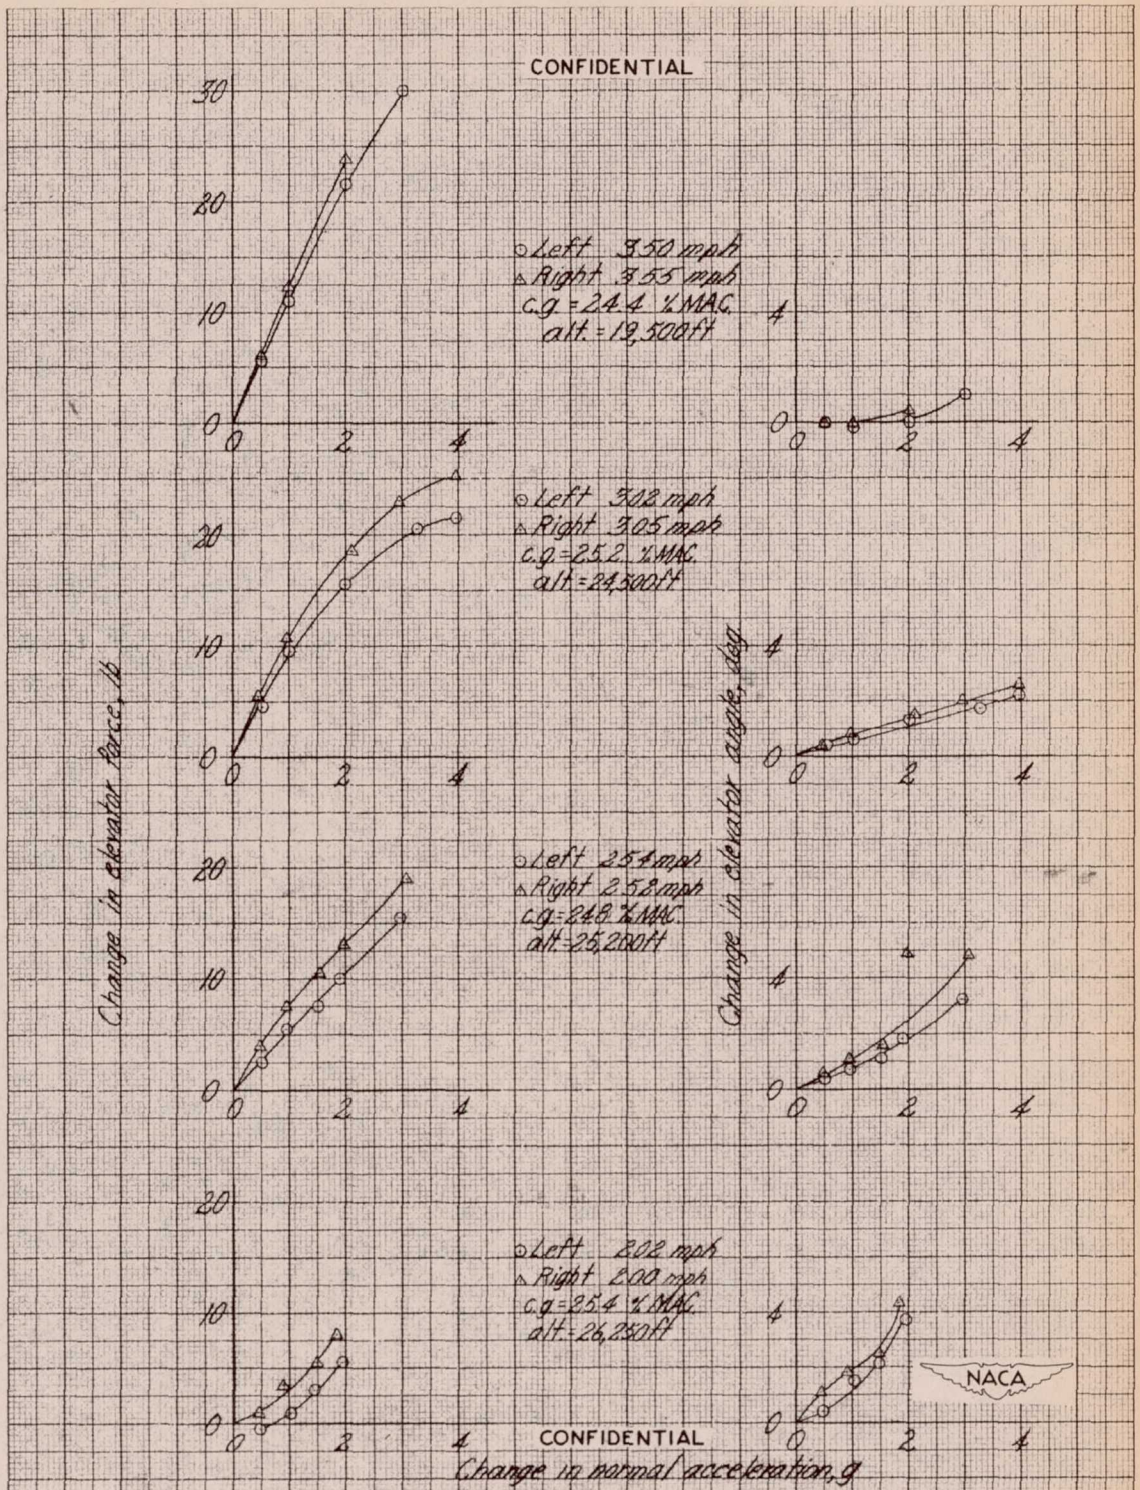 CONFIDENTIAL
30
20
10
0
0 2 4
Left 350 mph
Right 355 mph
c.g. = 24.4 % MAC.
alt. = 19,500 ft
4
0
0 2 4
20
10
0
0 2 4
Left 302 mph
Right 305 mph
c.g. = 25.2 % MAC.
alt. = 24,500 ft
4
0
0 2 4
Change in elevator force, lb
Change in elevator angle, deg
20
10
0
0 2 4
Left 254 mph
Right 252 mph
c.g. = 24.8 % MAC.
alt. = 25,200 ft
4
0
0 2 4
20
10
0
0 2 4
Left 202 mph
Right 200 mph
c.g. = 25.4 % MAC
alt. = 26,250 ft
4
0
0 2 4
NACA
CONFIDENTIAL
Change in normal acceleration, g